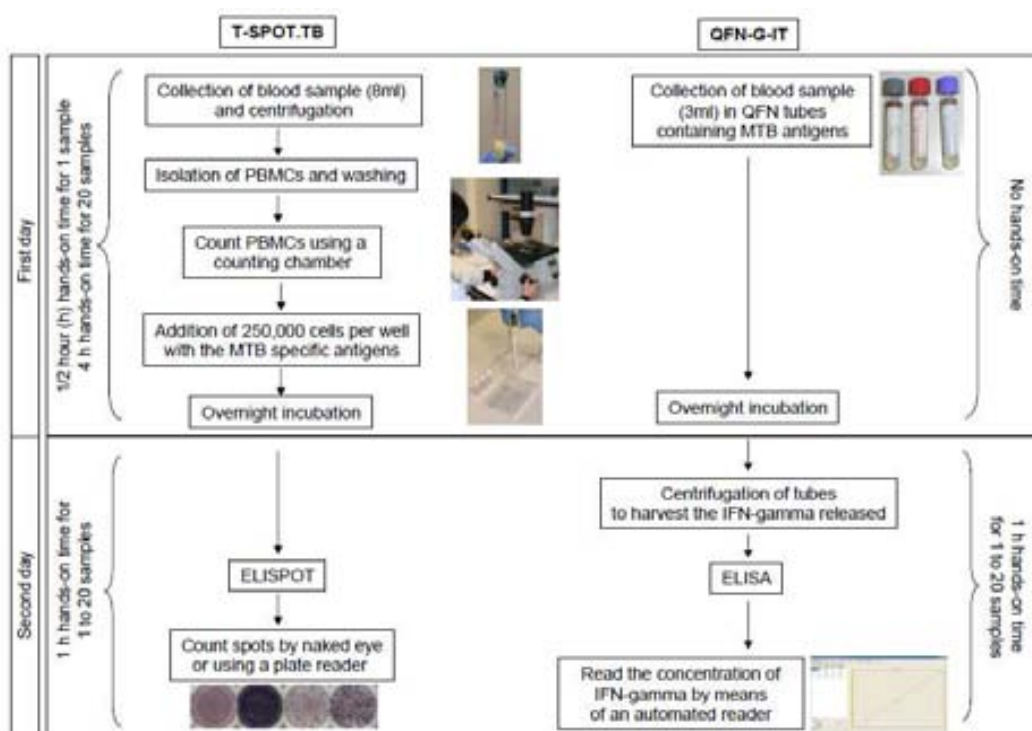 T-SPOT.TB
QFN-G-IT
First day
1/2 hour (h) hands-on time for 1 sample
4 h hands-on time for 20 samples
Collection of blood sample (8ml)
and centrifugation
Isolation of PBMCs and washing
Count PBMCs using a
counting chamber
Addition of 250,000 cells per well
with the MTB specific antigens
Overnight incubation
Collection of blood sample
(3ml) in QFN tubes
containing MTB antigens
Overnight incubation
No hands-on time
Second day
1 h hands-on time for
1 to 20 samples
ELISPOT
Count spots by naked eye
or using a plate reader
Centrifugation of tubes
to harvest the IFN-gamma released
ELISA
Read the concentration of
IFN-gamma by means
of an automated reader
1 h hands-on time
for 1 to 20 samples